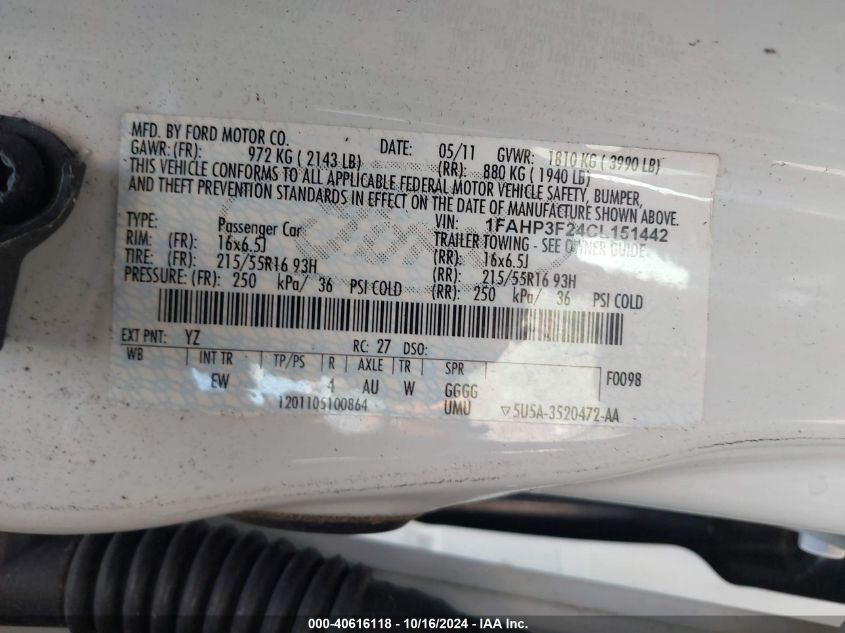 MFD. BY FORD MOTOR CO. DATE: 05/11 GVWR: 1810 KG ( 3990 LB)
GAWR: (FR): 972 KG ( 2143 LB) (RR): 880 KG ( 1940 LB)
THIS VEHICLE CONFORMS TO ALL APPLICABLE FEDERAL MOTOR VEHICLE SAFETY, BUMPER,
AND THEFT PREVENTION STANDARDS IN EFFECT ON THE DATE OF MANUFACTURE SHOWN ABOVE.
VIN: 1FAHP3F24CL151442
TYPE: Passenger Car TRAILER TOWING - SEE OWNER GUIDE
RIM: (FR): 16x6.5J (RR): 16x6.5J
TIRE: (FR): 215/55R16 93H (RR): 215/55R16 93H
PRESSURE: (FR): 250 kPa/ 36 PSI COLD (RR): 250 kPa/ 36 PSI COLD
EXT PNT: YZ RC: 27 DSO:
WB INT TR TP/PS R AXLE TR SPR F0098
EW 4 AU W GGGG
1201105100864 UMU ▽5U5A-3520472-AA
000-40616118 - 10/16/2024 - IAA Inc.